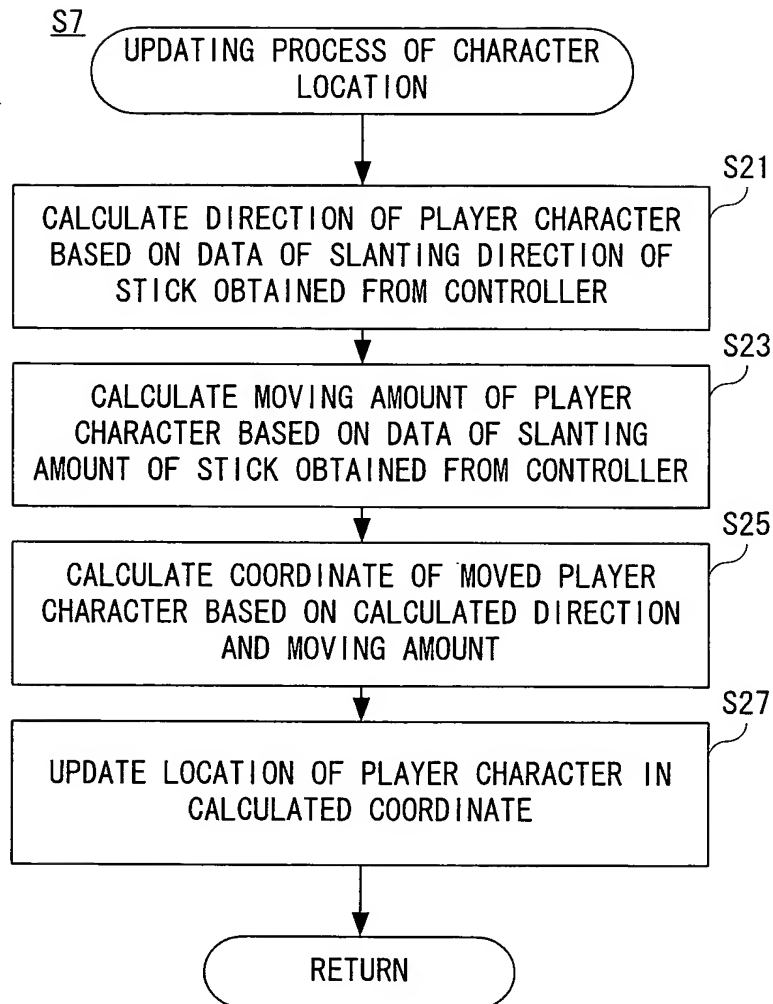 S7
UPDATING PROCESS OF CHARACTER
LOCATION
S21
CALCULATE DIRECTION OF PLAYER CHARACTER
BASED ON DATA OF SLANTING DIRECTION OF
STICK OBTAINED FROM CONTROLLER
S23
CALCULATE MOVING AMOUNT OF PLAYER
CHARACTER BASED ON DATA OF SLANTING
AMOUNT OF STICK OBTAINED FROM CONTROLLER
S25
CALCULATE COORDINATE OF MOVED PLAYER
CHARACTER BASED ON CALCULATED DIRECTION
AND MOVING AMOUNT
S27
UPDATE LOCATION OF PLAYER CHARACTER IN
CALCULATED COORDINATE
RETURN